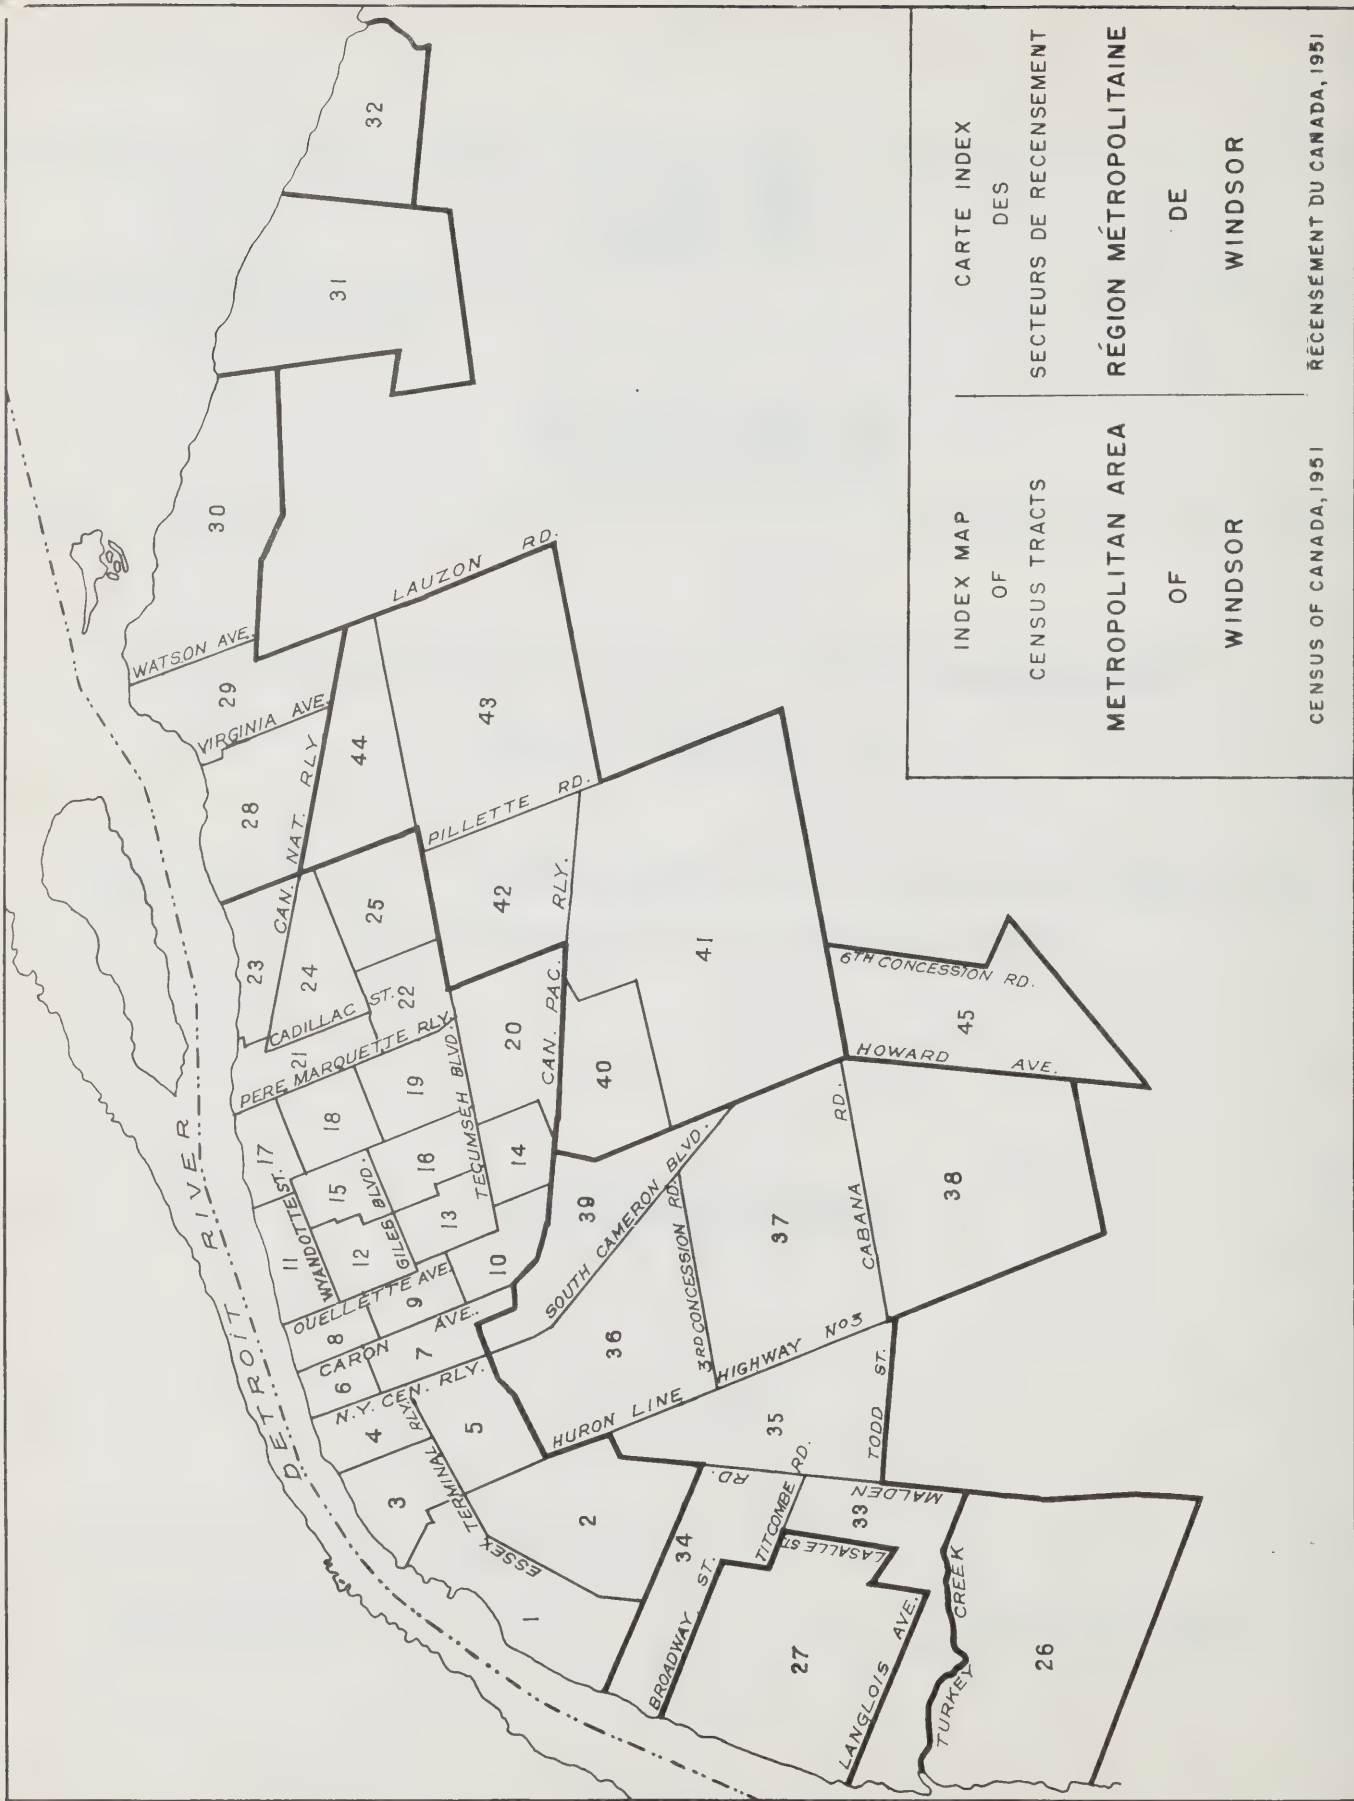 INDEX MAP
OF
CENSUS TRACTS
METROPOLITAN AREA
OF
WINDSOR
CENSUS OF CANADA, 1951
CARTE INDEX
DES
SECTEURS DE RECENSEMENT
RÉGION MÉTROPOLITAINE
DE
WINDSOR
RECENSEMENT DU CANADA, 1951
DETROIT RIVER
1
2
3
4
5
6
7
8
9
10
11
12
13
14
15
16
17
18
19
20
21
22
23
24
25
26
27
28
29
30
31
32
33
34
35
36
37
38
39
40
41
42
43
44
45
WATSON AVE.
VIRGINIA AVE.
LAUZON RD.
CAN. NAT. RLY
PILLETTE RD.
CADILLAC ST.
PERE MARQUETTE RLY.
TECUMSEH BLVD.
CAN. PAC. RLY.
WYANDOTTE ST.
GILES BLVD.
OUELLETTE AVE.
CARON AVE.
N.Y. CEN. RLY.
ESSEX TERMINAL RLY.
SOUTH CAMERON BLVD.
3RD CONCESSION RD.
HURON LINE
HIGHWAY No 3
CABANA RD.
HOWARD AVE.
6TH CONCESSION RD.
TODD ST.
MALDEN RD.
TITCOMBE RD.
LASALLE ST.
BROADWAY ST.
LANGLOIS AVE.
TURKEY CREEK